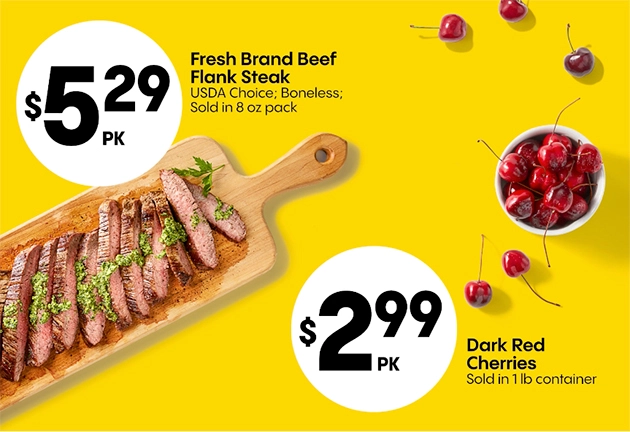 $5.29
PK
Fresh Brand Beef
Flank Steak
USDA Choice; Boneless;
Sold in 8 oz pack
$2.99
PK
Dark Red
Cherries
Sold in 1 lb container